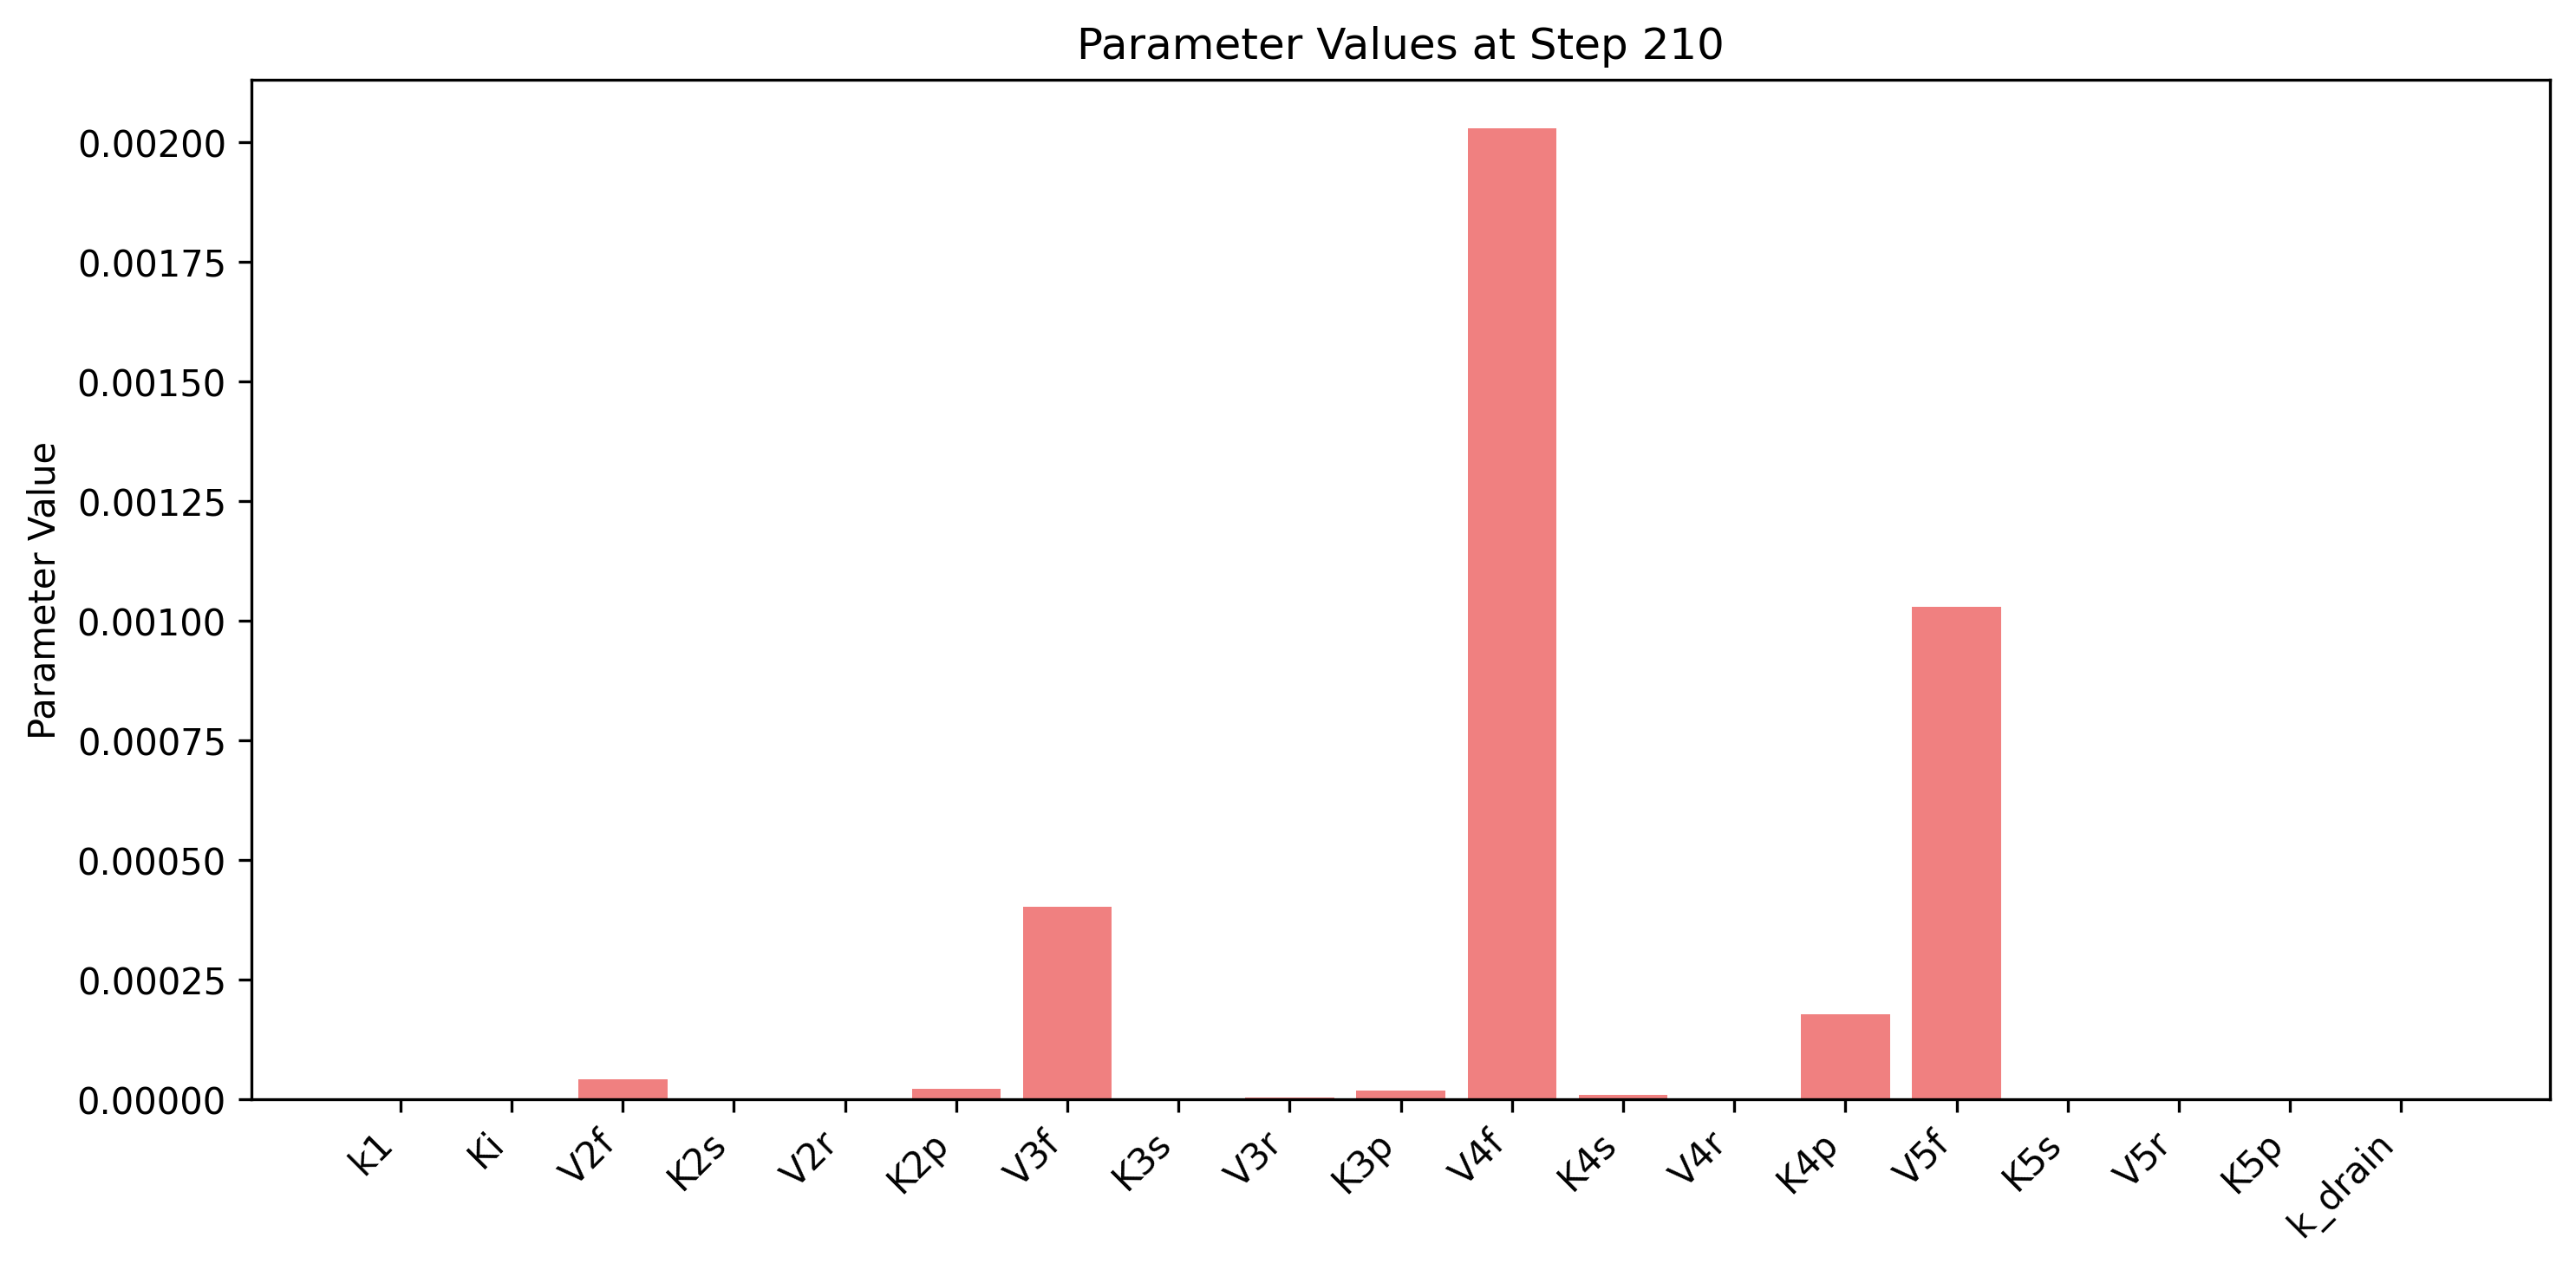 Parameter Values at Step 210
Parameter Value
0.00200
0.00175
0.00150
0.00125
0.00100
0.00075
0.00050
0.00025
0.00000
k1
Ki
V2f
K2s
V2r
K2p
V3f
K3s
V3r
K3p
V4f
K4s
V4r
K4p
V5f
K5s
V5r
K5p
k_drain